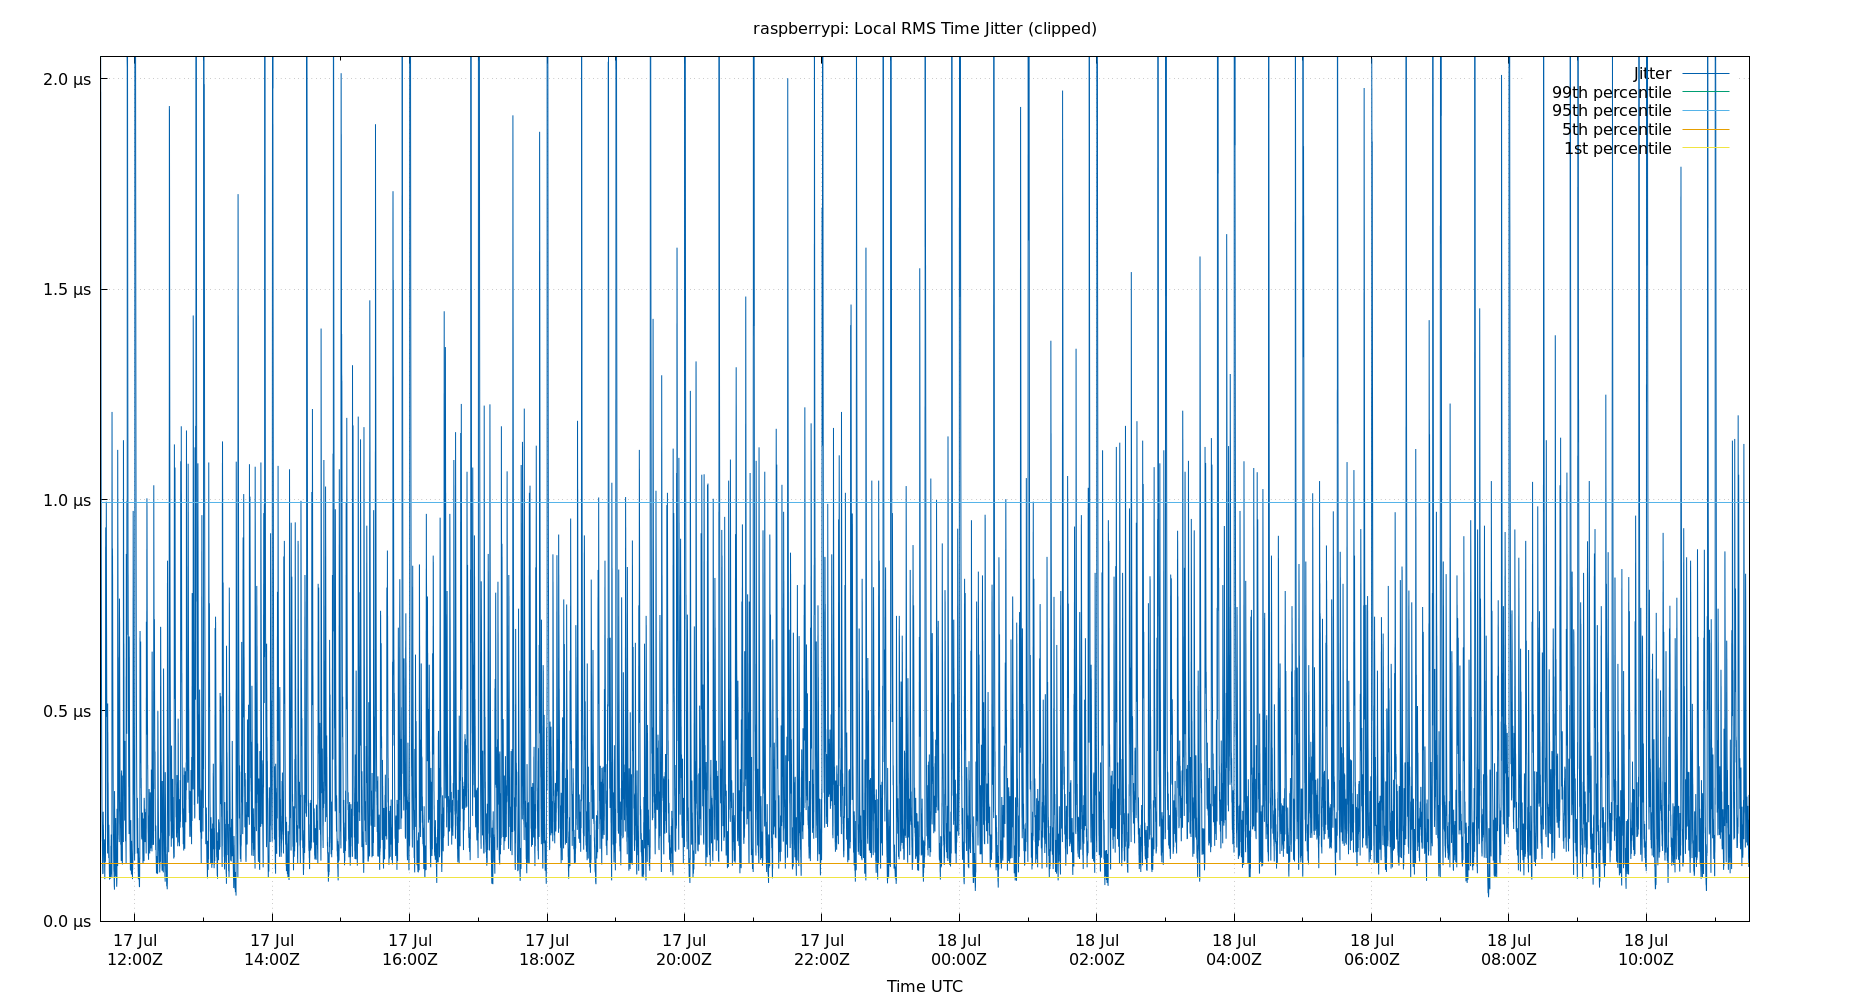 raspberrypi: Local RMS Time Jitter (clipped)
2.0 µs
1.5 µs
1.0 µs
0.5 µs
0.0 µs
Jitter
99th percentile
95th percentile
5th percentile
1st percentile
17 Jul 17 Jul 17 Jul 17 Jul 17 Jul 17 Jul 18 Jul 18 Jul 18 Jul 18 Jul 18 Jul 18 Jul
12:00Z 14:00Z 16:00Z 18:00Z 20:00Z 22:00Z 00:00Z 02:00Z 04:00Z 06:00Z 08:00Z 10:00Z
Time UTC